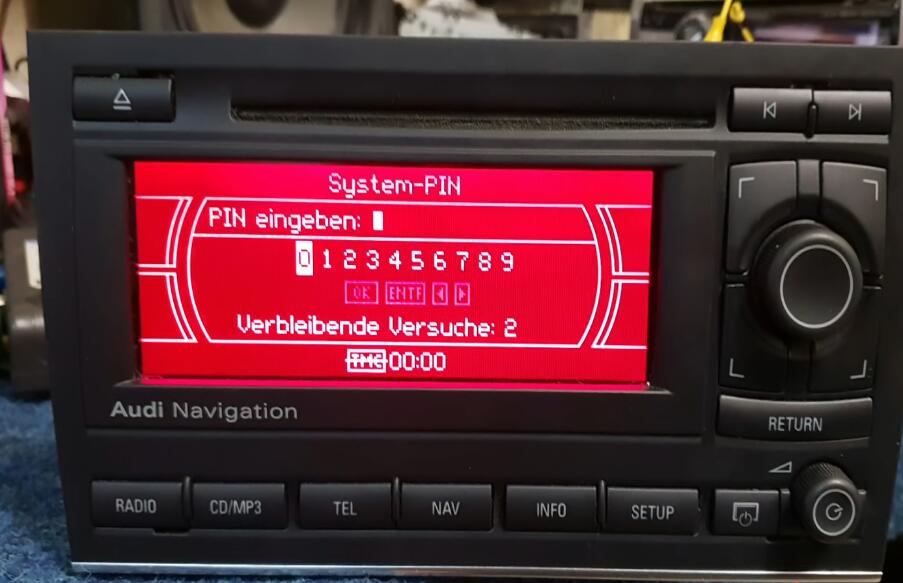 System-PIN
PIN eingeben:
0 1 2 3 4 5 6 7 8 9
OK ENTF
Verbleibende Versuche: 2
TMC 00:00
Audi Navigation
RETURN
RADIO CD/MP3 TEL NAV INFO SETUP